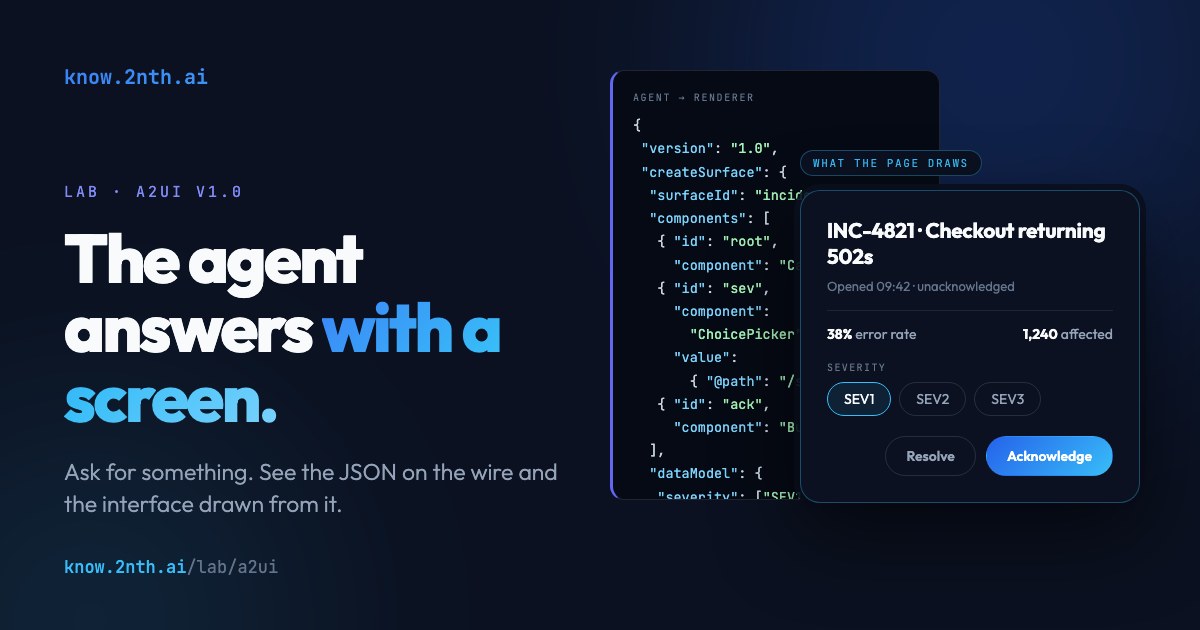 know.2nth.ai
LAB · A2UI V1.0
The agent
answers with a
screen.
Ask for something. See the JSON on the wire and
the interface drawn from it.
know.2nth.ai/lab/a2ui
AGENT → RENDERER
{
"version": "1.0",
"createSurface": {
"surfaceId": "incid
"components": [
{ "id": "root",
"component": "C
{ "id": "sev",
"component":
"ChoicePicker
"value":
{ "@path": "/
{ "id": "ack",
"component": "B
],
"dataModel": {
"severity": ["SEV
WHAT THE PAGE DRAWS
INC-4821 · Checkout returning
502s
Opened 09:42 · unacknowledged
38% error rate 1,240 affected
SEVERITY
SEV1 SEV2 SEV3
Resolve Acknowledge